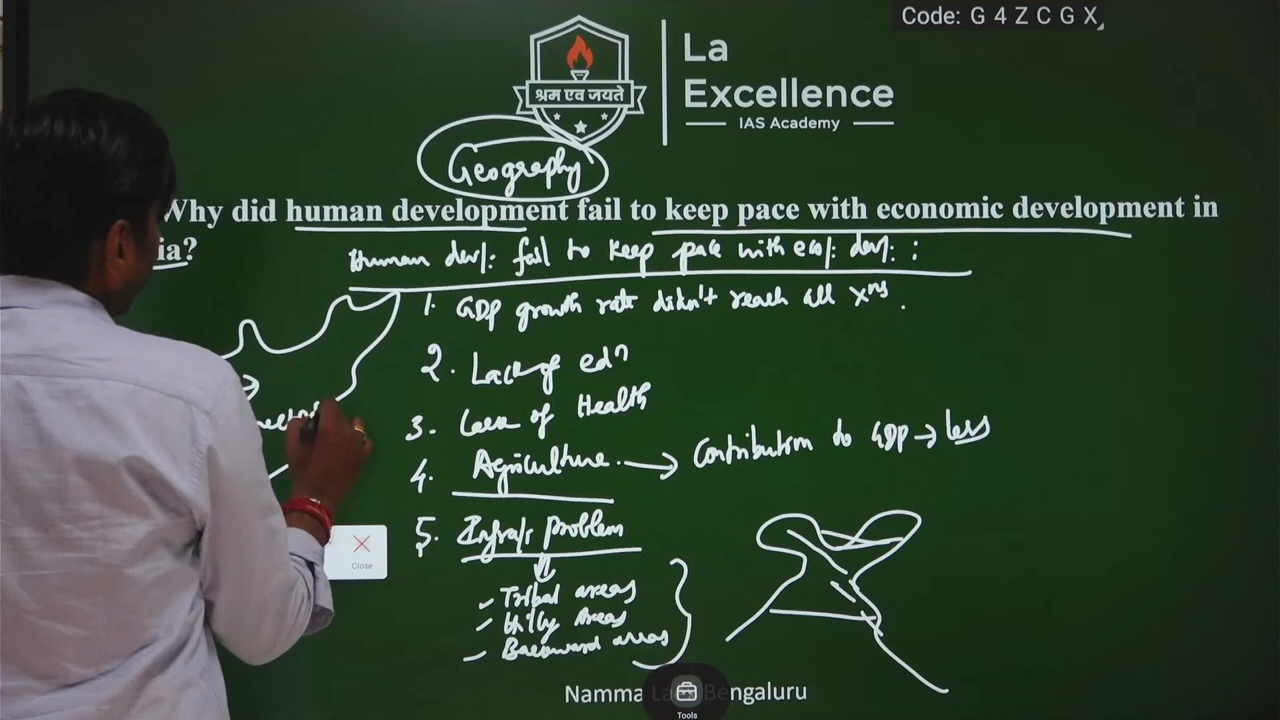 Code: G 4 Z C G X
La
Excellence
IAS Academy
श्रम एव जयते
Geography
Why did human development fail to keep pace with economic development in
ia?
Human dev/: fail to keep pace with eco/: dev/: :
1. GDP growth rate didn't reach all
2. Lack of edn
3. Lack of Health
4. Agriculture. → Contribution to GDP → less
5. Infra/r problem
- Tribal areas
- Hilly Areas
- Backward areas
Close
Namma La Bengaluru
Tools